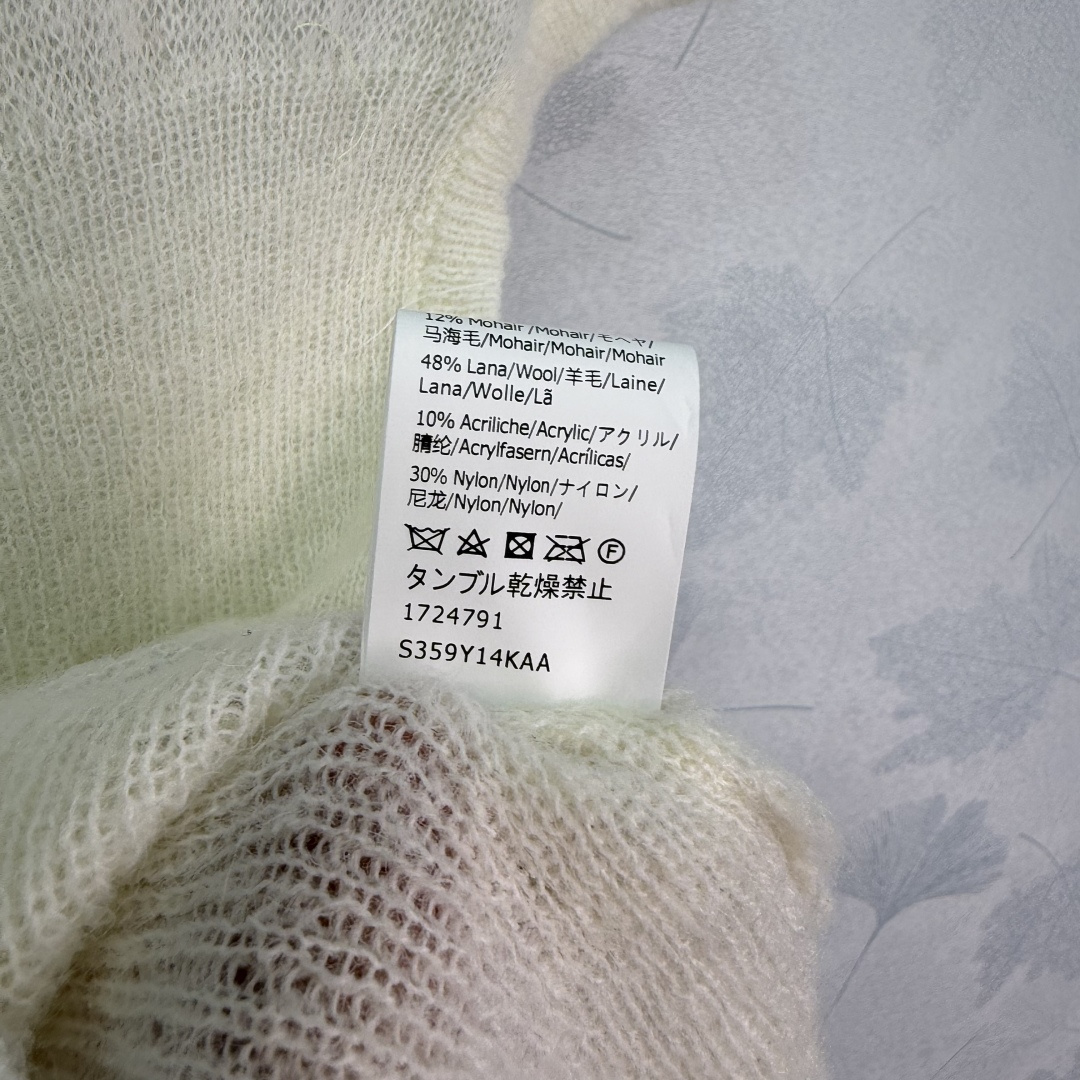 12% Mohair /Mohair/モヘヤ/
马海毛/Mohair/Mohair/Mohair
48% Lana/Wool/羊毛/Laine/
Lana/Wolle/Lã
10% Acriliche/Acrylic/アクリル/
腈纶/Acrylfasern/Acrílicas/
30% Nylon/Nylon/ナイロン/
尼龙/Nylon/Nylon/
F
タンブル乾燥禁止
1724791
S359Y14KAA